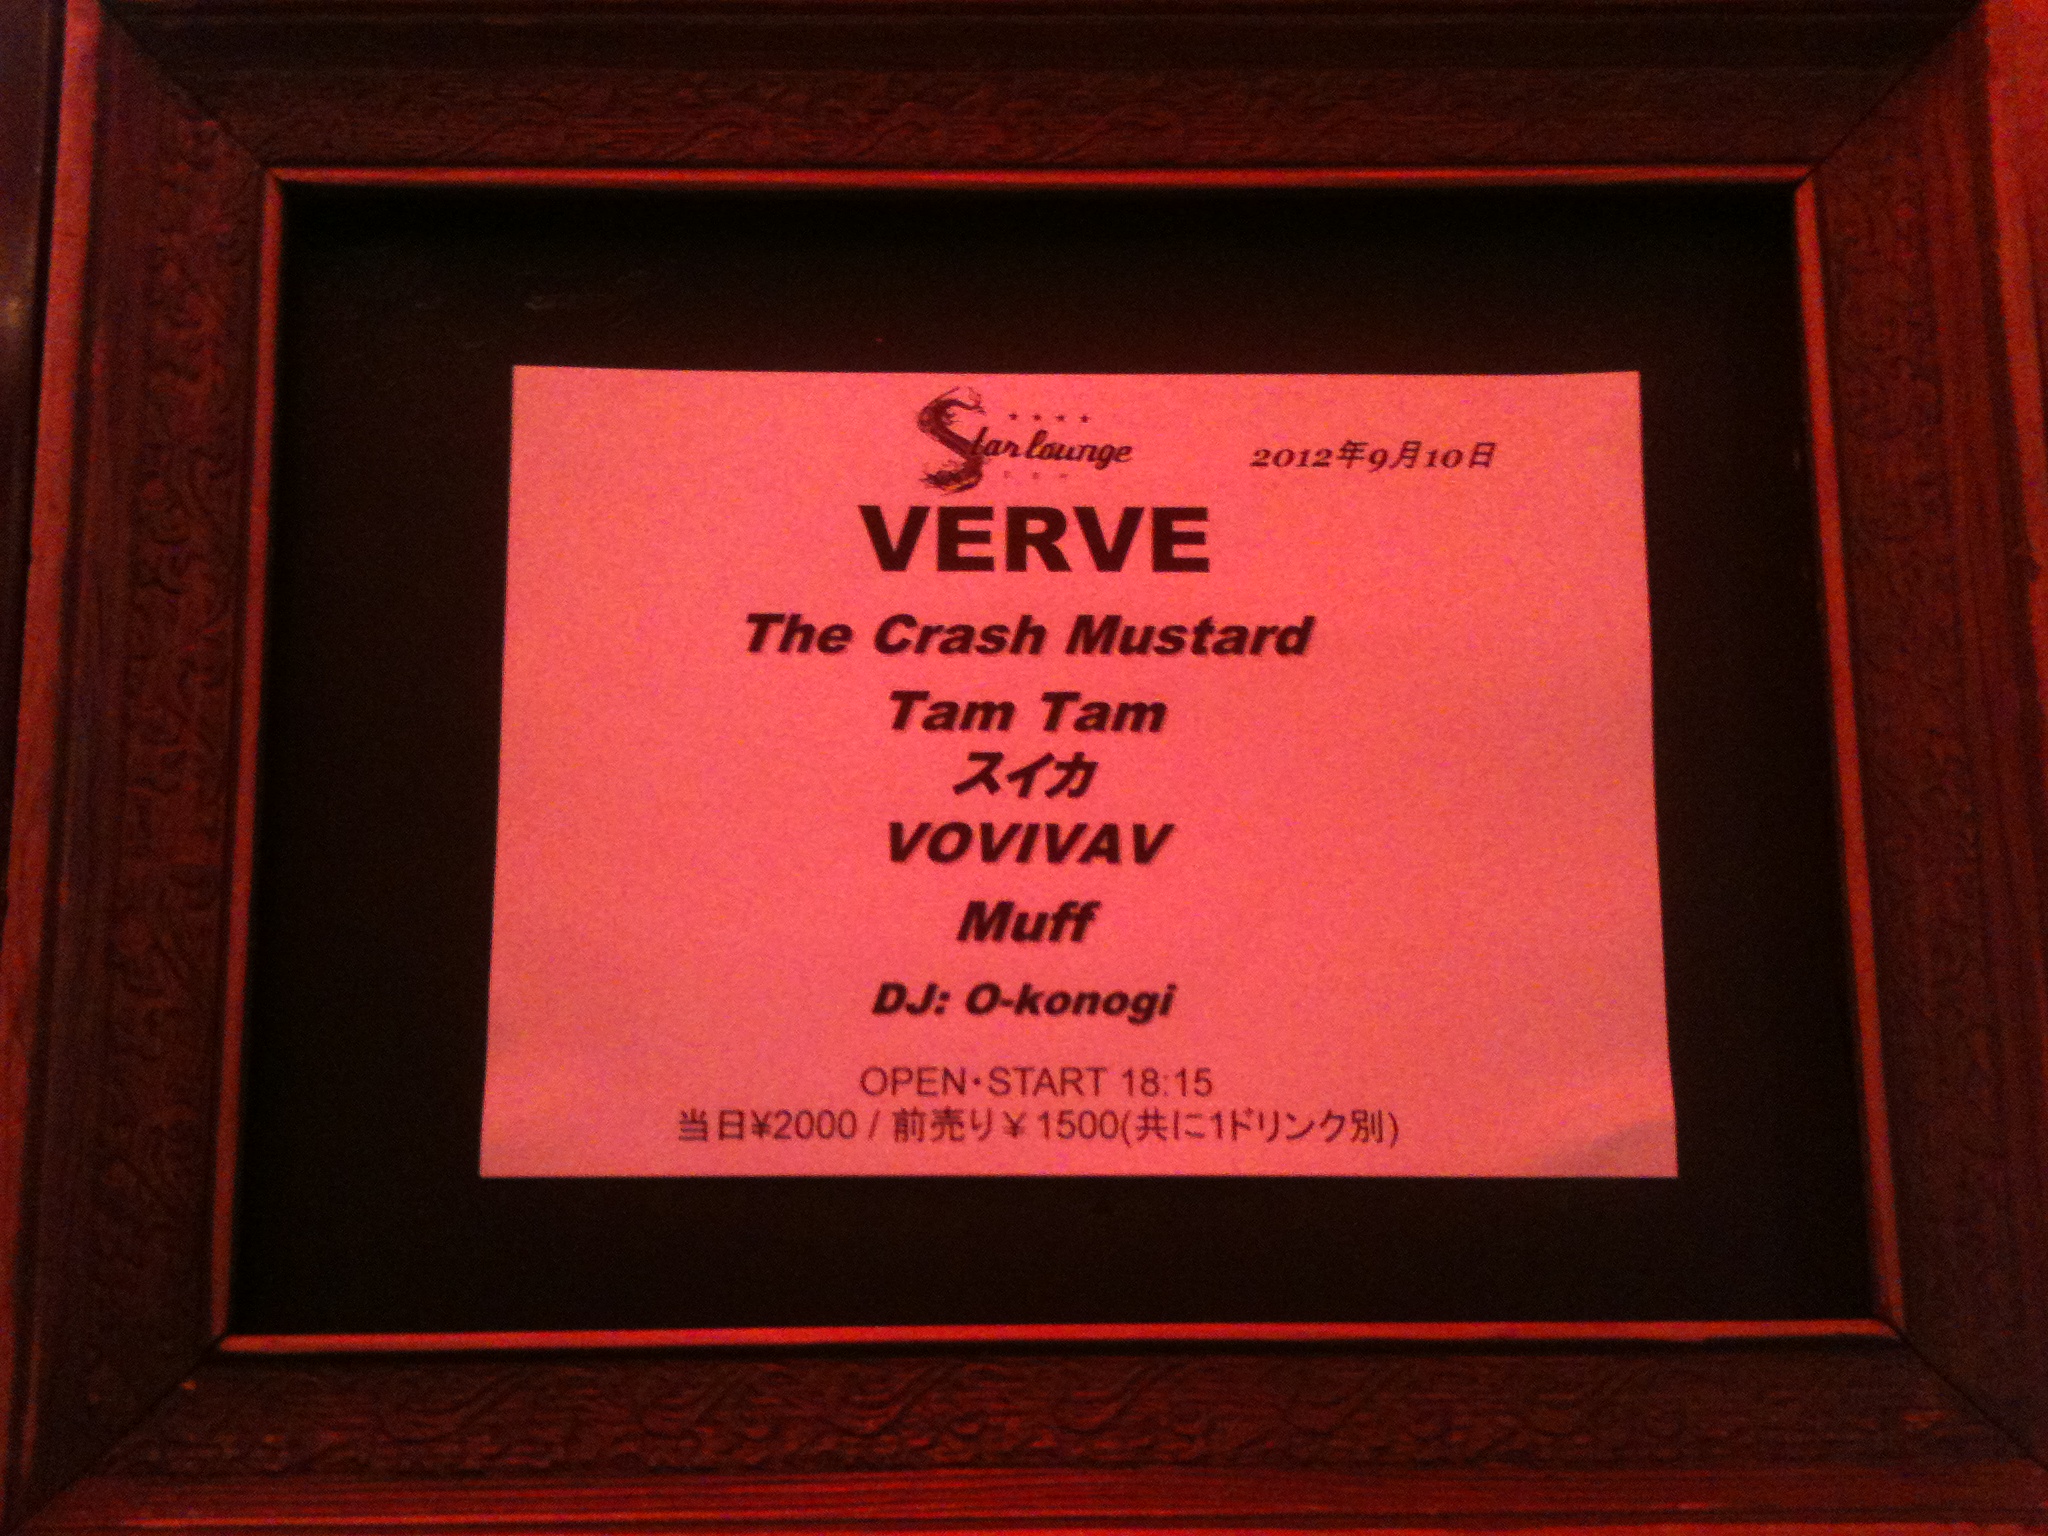 Star lounge
2012年9月10日
VERVE
The Crash Mustard
Tam Tam
スイカ
VOVIVAV
Muff
DJ: O-konogi
OPEN・START 18:15
当日¥2000 / 前売り¥ 1500(共に1ドリンク別)